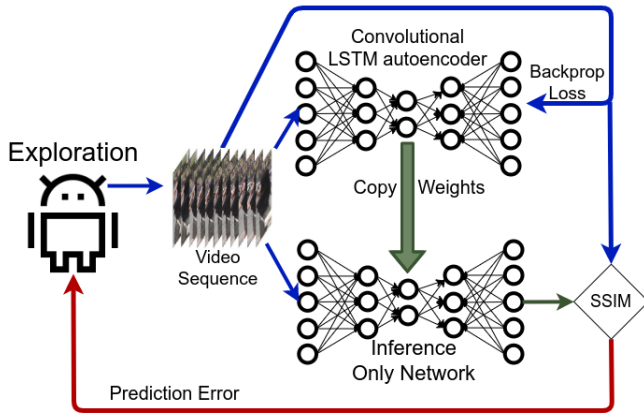 Convolutional
LSTM autoencoder
Backprop
Loss
Exploration
Copy Weights
Video
Sequence
SSIM
Inference
Only Network
Prediction Error